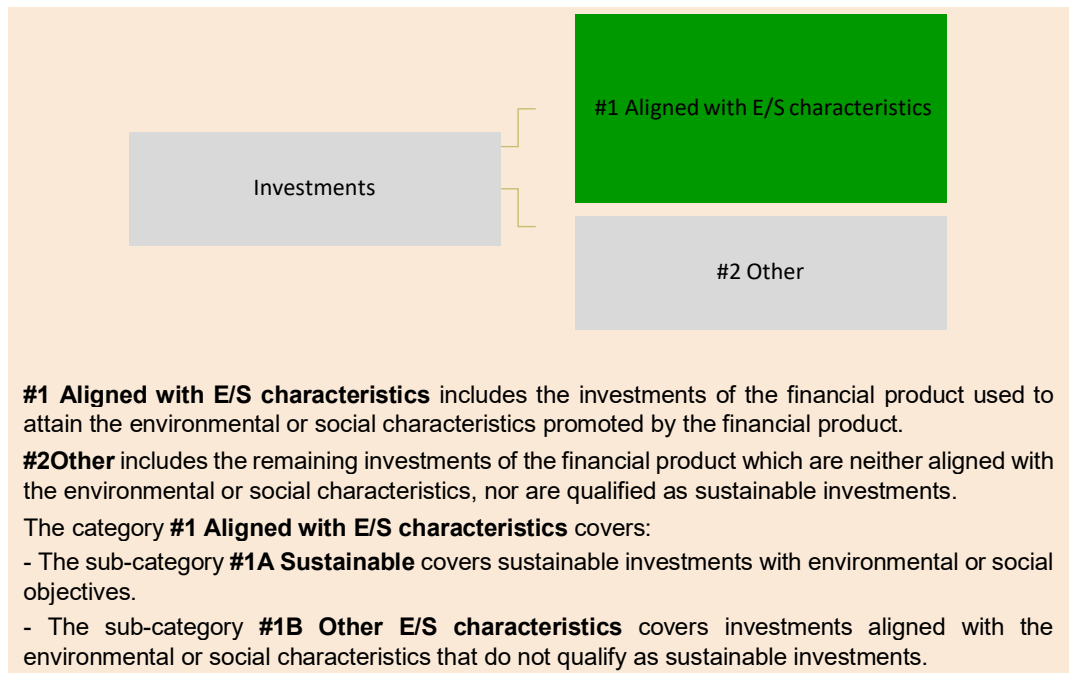 #1 Aligned with E/S characteristics
Investments
#2 Other
#1 Aligned with E/S characteristics includes the investments of the financial product used to
attain the environmental or social characteristics promoted by the financial product.
#2Other includes the remaining investments of the financial product which are neither aligned with
the environmental or social characteristics, nor are qualified as sustainable investments.
The category #1 Aligned with E/S characteristics covers:
- The sub-category #1A Sustainable covers sustainable investments with environmental or social
objectives.
- The sub-category #1B Other E/S characteristics covers investments aligned with the
environmental or social characteristics that do not qualify as sustainable investments.